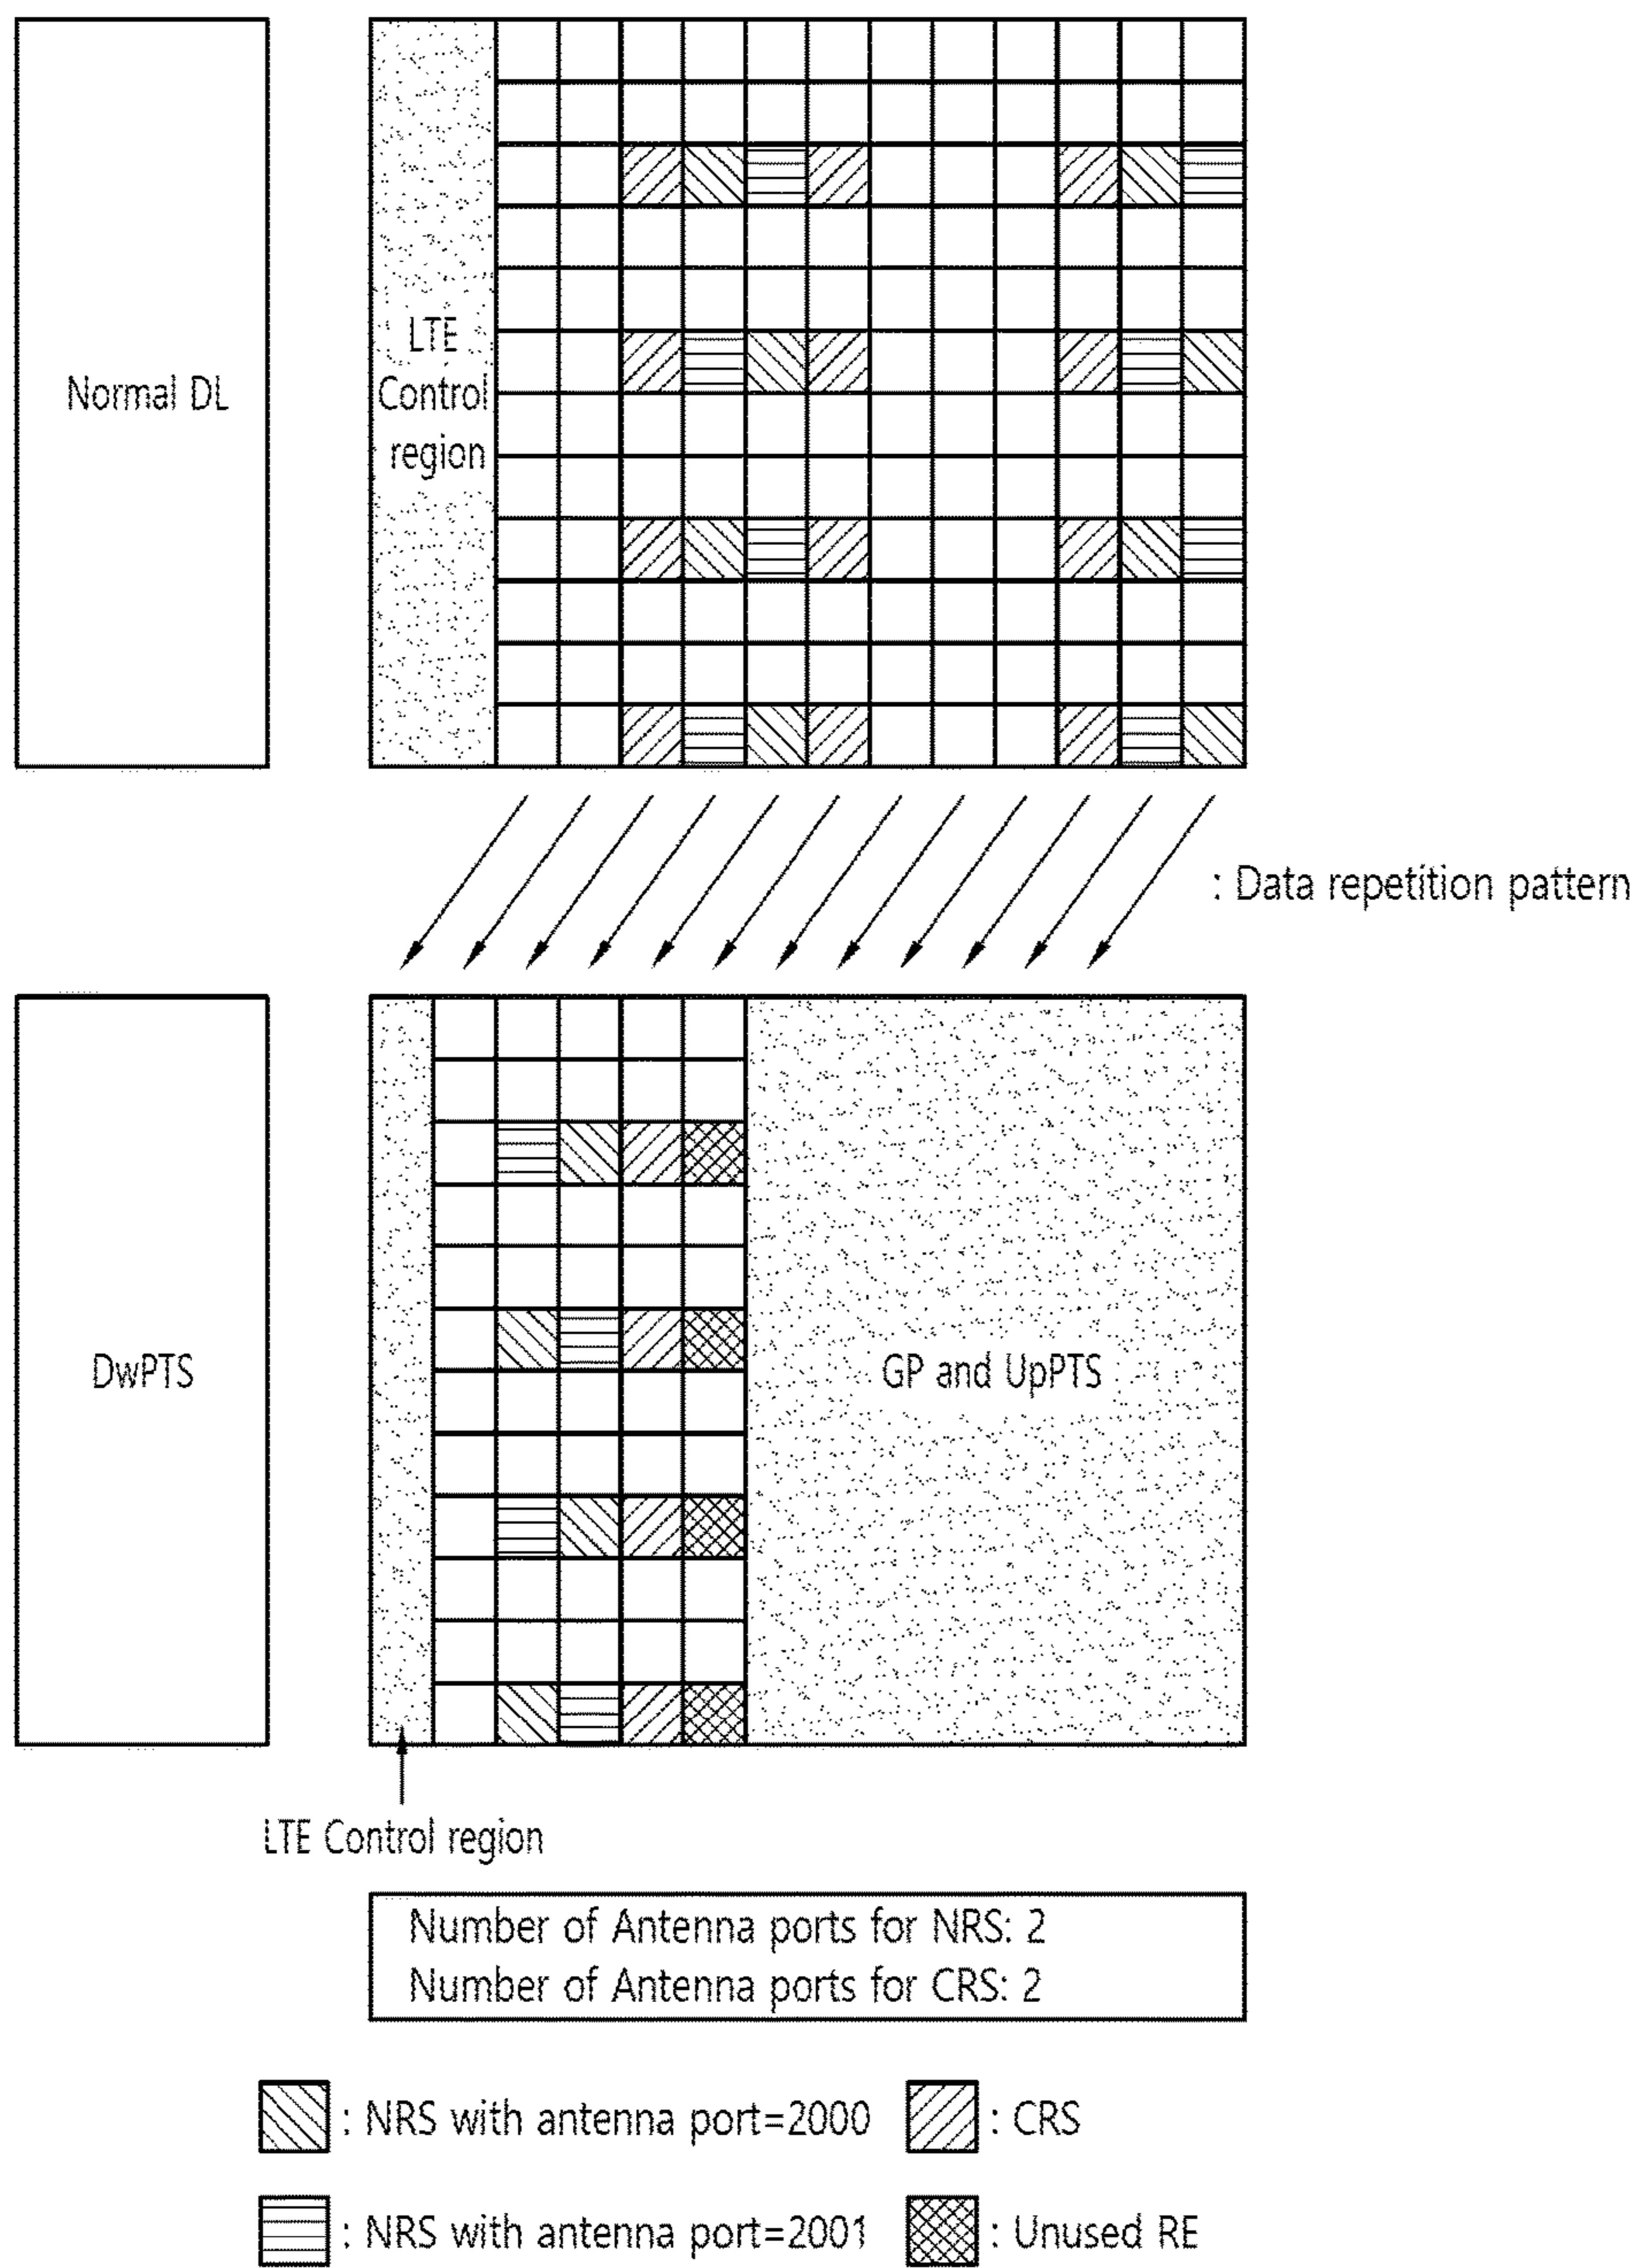 Normal DL
LTE
Control
region
: Data repetition pattern
DwPTS
GP and UpPTS
LTE Control region
Number of Antenna ports for NRS: 2
Number of Antenna ports for CRS: 2
: NRS with antenna port=2000
: CRS
: NRS with antenna port=2001
: Unused RE